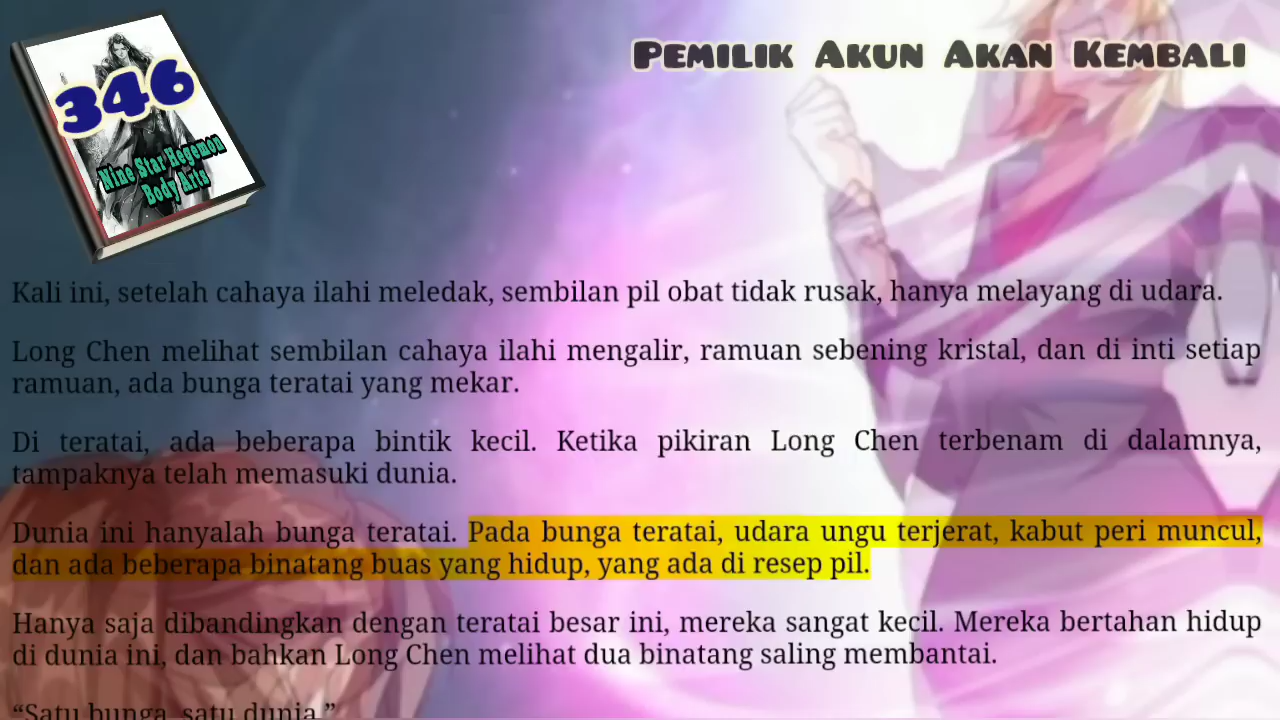 346
Nine Star Hegemon
Body Arts
Pemilik Akun Akan Kembali
Kali ini, setelah cahaya ilahi meledak, sembilan pil obat tidak rusak, hanya melayang di udara.
Long Chen melihat sembilan cahaya ilahi mengalir, ramuan sebening kristal, dan di inti setiap
ramuan, ada bunga teratai yang mekar.
Di teratai, ada beberapa bintik kecil. Ketika pikiran Long Chen terbenam di dalamnya,
tampaknya telah memasuki dunia.
Dunia ini hanyalah bunga teratai. Pada bunga teratai, udara ungu terjerat, kabut peri muncul,
dan ada beberapa binatang buas yang hidup, yang ada di resep pil.
Hanya saja dibandingkan dengan teratai besar ini, mereka sangat kecil. Mereka bertahan hidup
di dunia ini, dan bahkan Long Chen melihat dua binatang saling membantai.
“Satu bunga, satu dunia.”